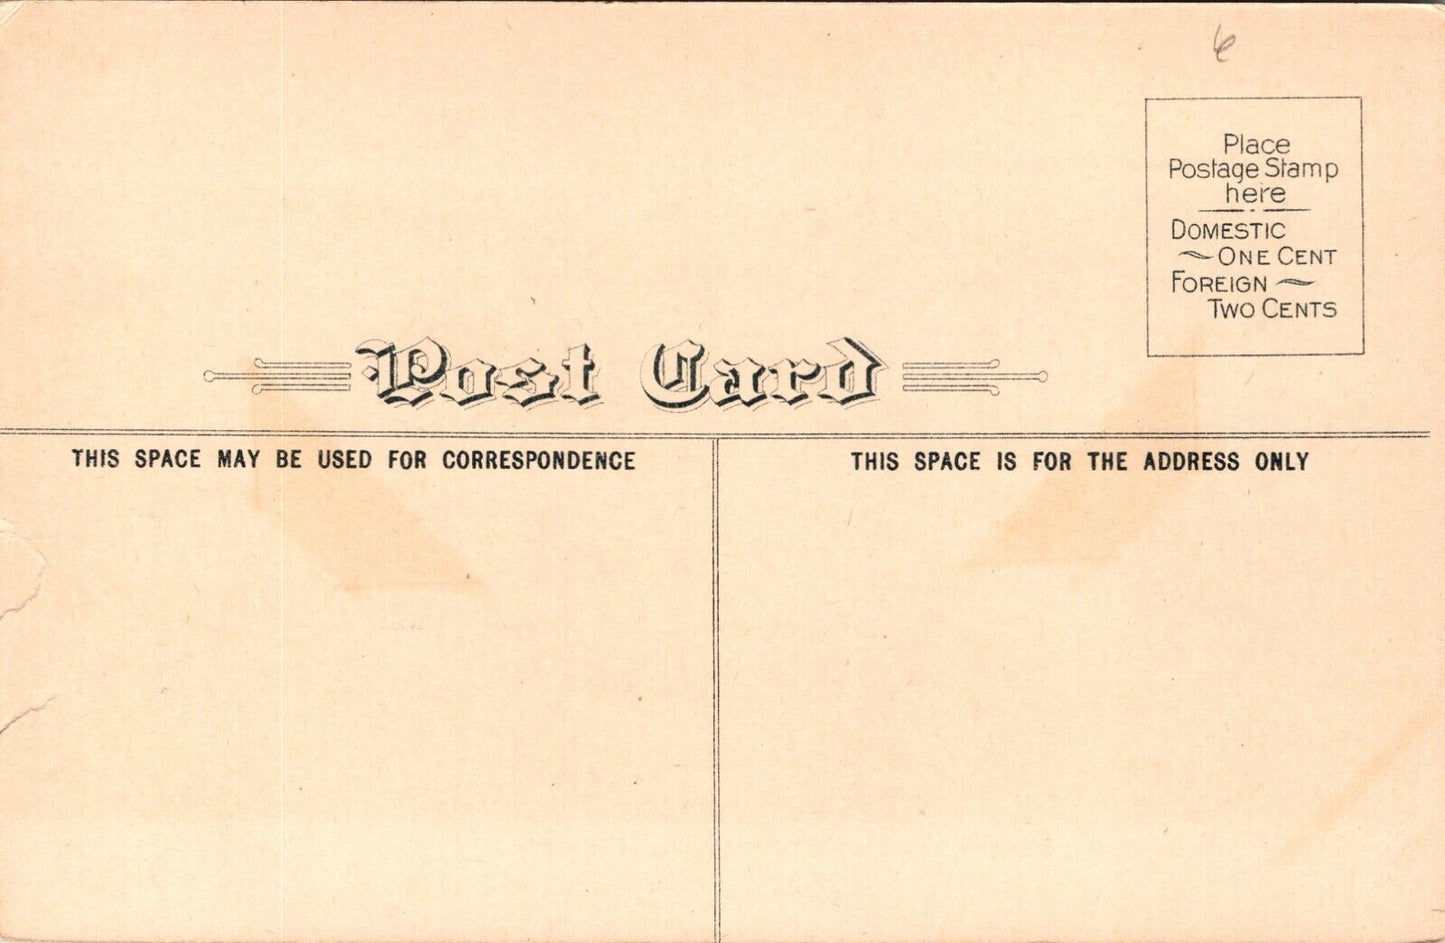 6
Place
Postage Stamp
here
DOMESTIC
ONE CENT
FOREIGN
TWO CENTS
Post Card
THIS SPACE MAY BE USED FOR CORRESPONDENCE
THIS SPACE IS FOR THE ADDRESS ONLY